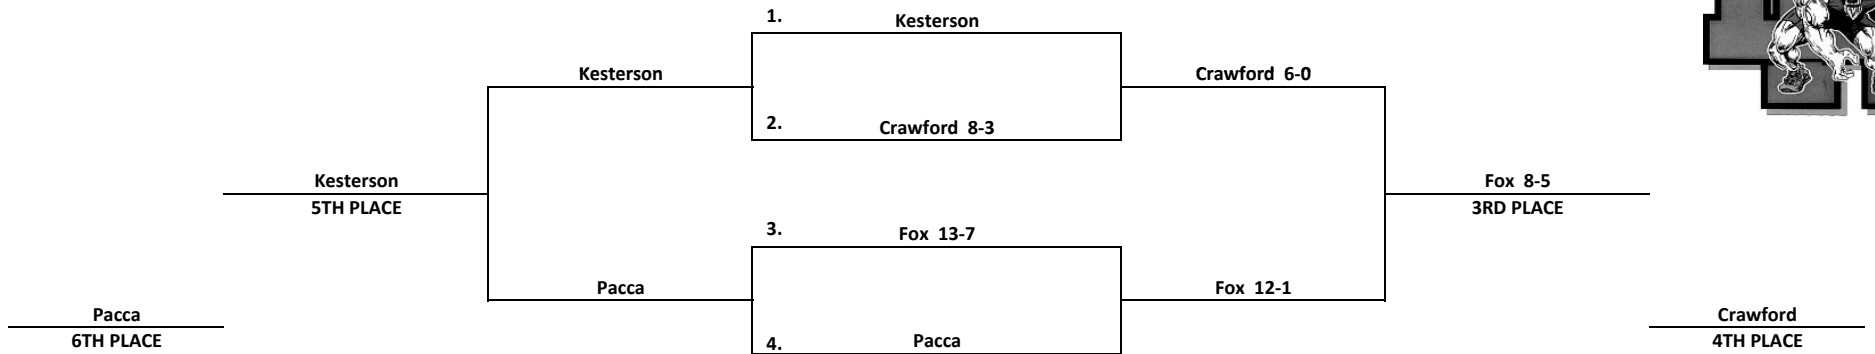 1. Kesterson
Kesterson
Crawford 6-0
2. Crawford 8-3
Kesterson
5TH PLACE
Fox 8-5
3RD PLACE
3. Fox 13-7
Pacca
Fox 12-1
Pacca
6TH PLACE
4. Pacca
Crawford
4TH PLACE